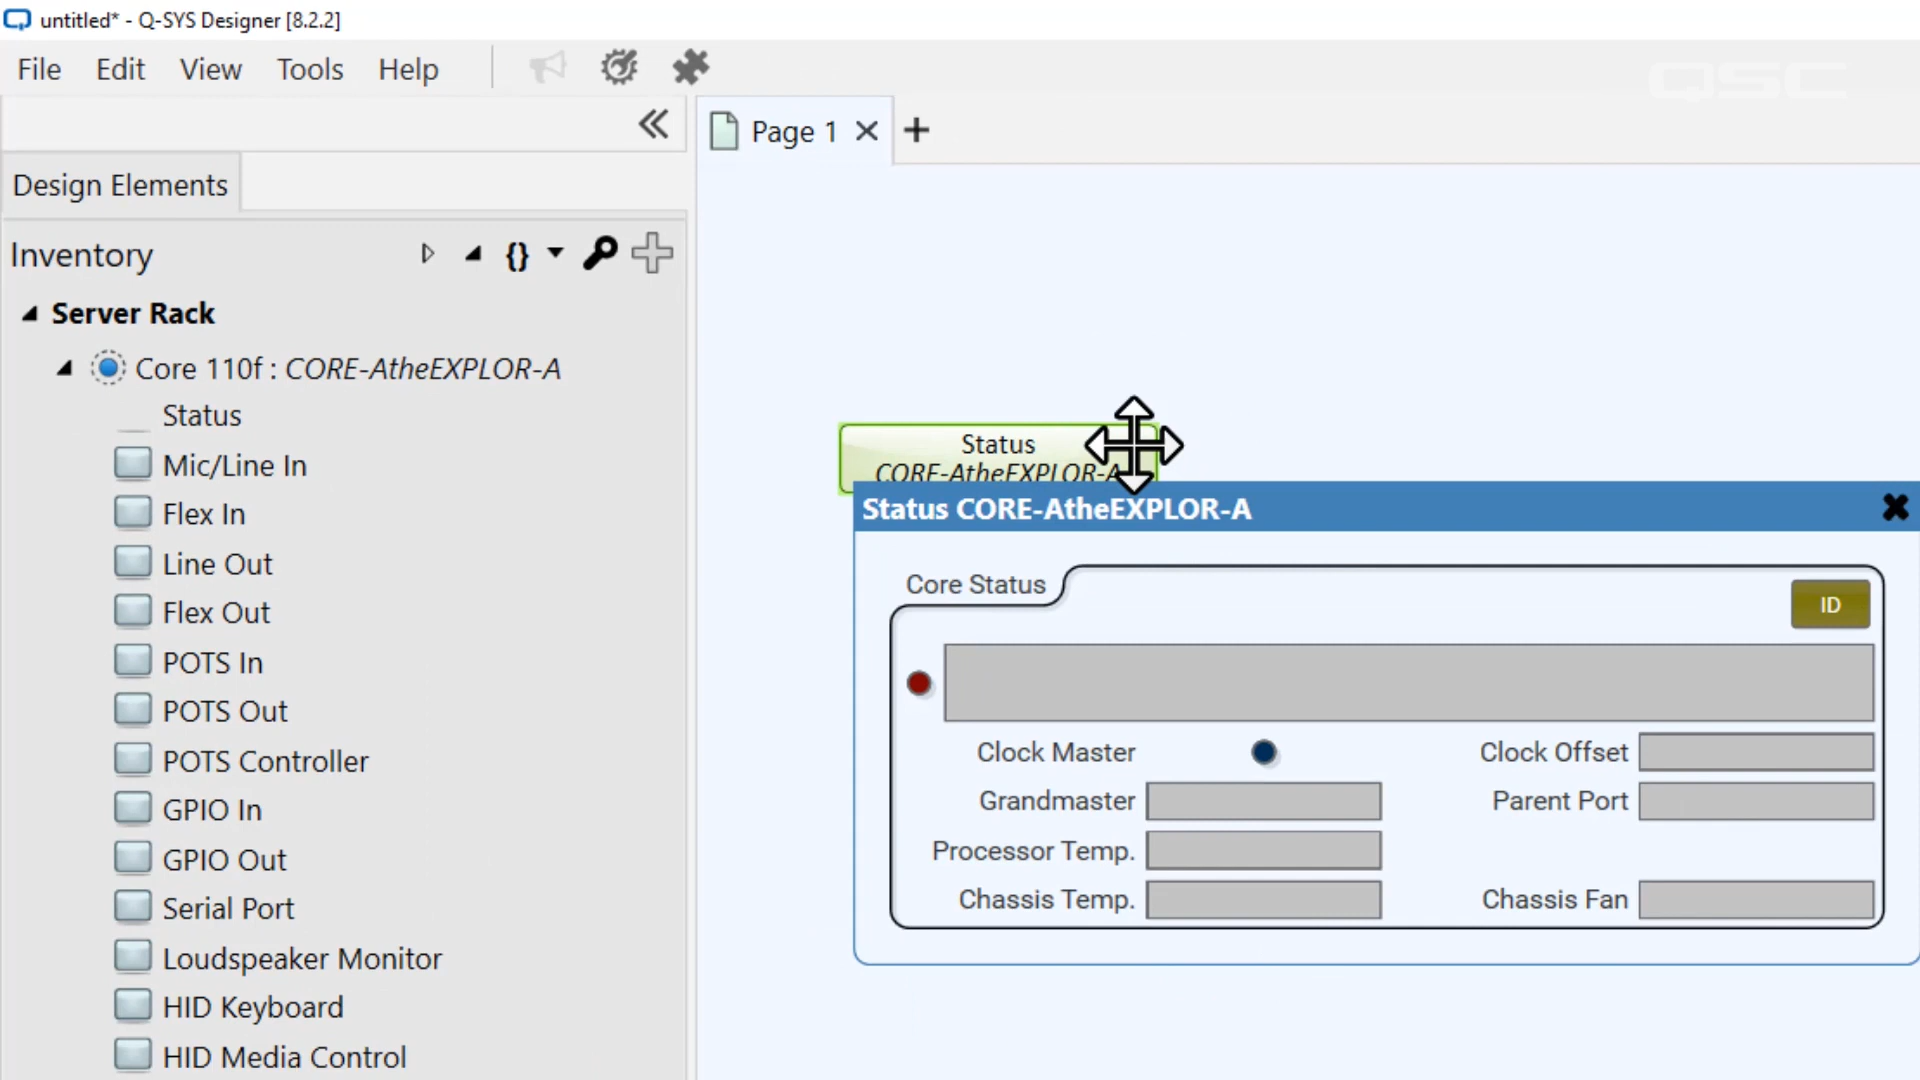 untitled* - Q-SYS Designer [8.2.2]
File Edit View Tools Help
QSC
Page 1
Design Elements
Inventory
{}
Server Rack
Core 110f : CORE-AtheEXPLOR-A
Status
Mic/Line In
Flex In
Line Out
Flex Out
POTS In
POTS Out
POTS Controller
GPIO In
GPIO Out
Serial Port
Loudspeaker Monitor
HID Keyboard
HID Media Control
Status
CORE-AtheEXPLOR-A
Status CORE-AtheEXPLOR-A
Core Status
ID
Clock Master
Clock Offset
Grandmaster
Parent Port
Processor Temp.
Chassis Temp.
Chassis Fan